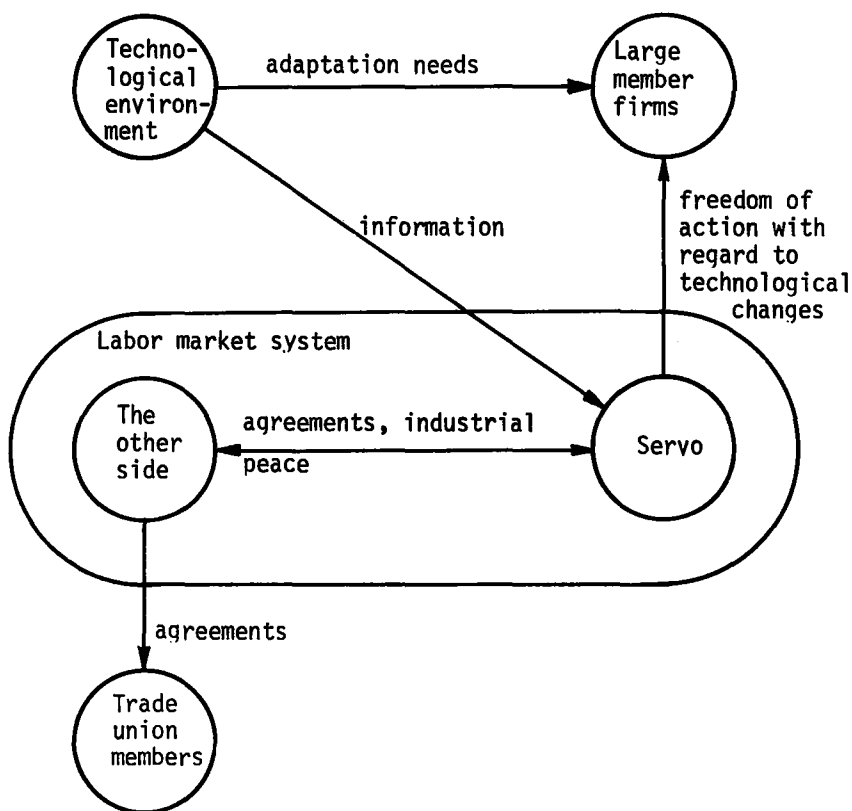 Techno-
logical
environ-
ment
adaptation needs
Large
member
firms
information
freedom of
action with
regard to
technological
changes
Labor market system
The
other
side
agreements, industrial
peace
Servo
agreements
Trade
union
members